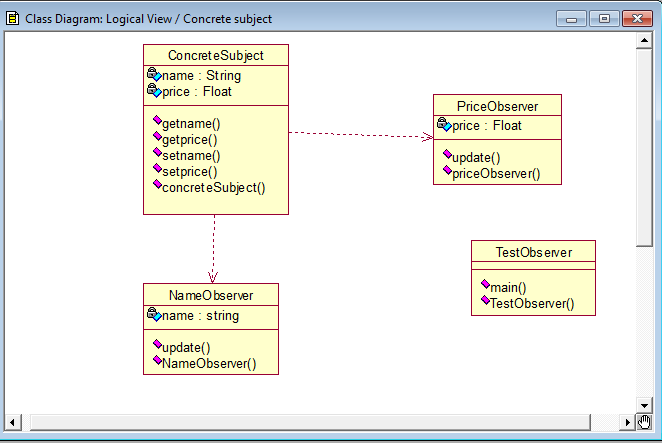 Class Diagram: Logical View / Concrete subject
ConcreteSubject
name : String
price : Float
getname()
getprice()
setname()
setprice()
concreteSubject()
PriceObserver
price : Float
update()
priceObserver()
TestObserver
main()
TestObserver()
NameObserver
name : string
update()
NameObserver()